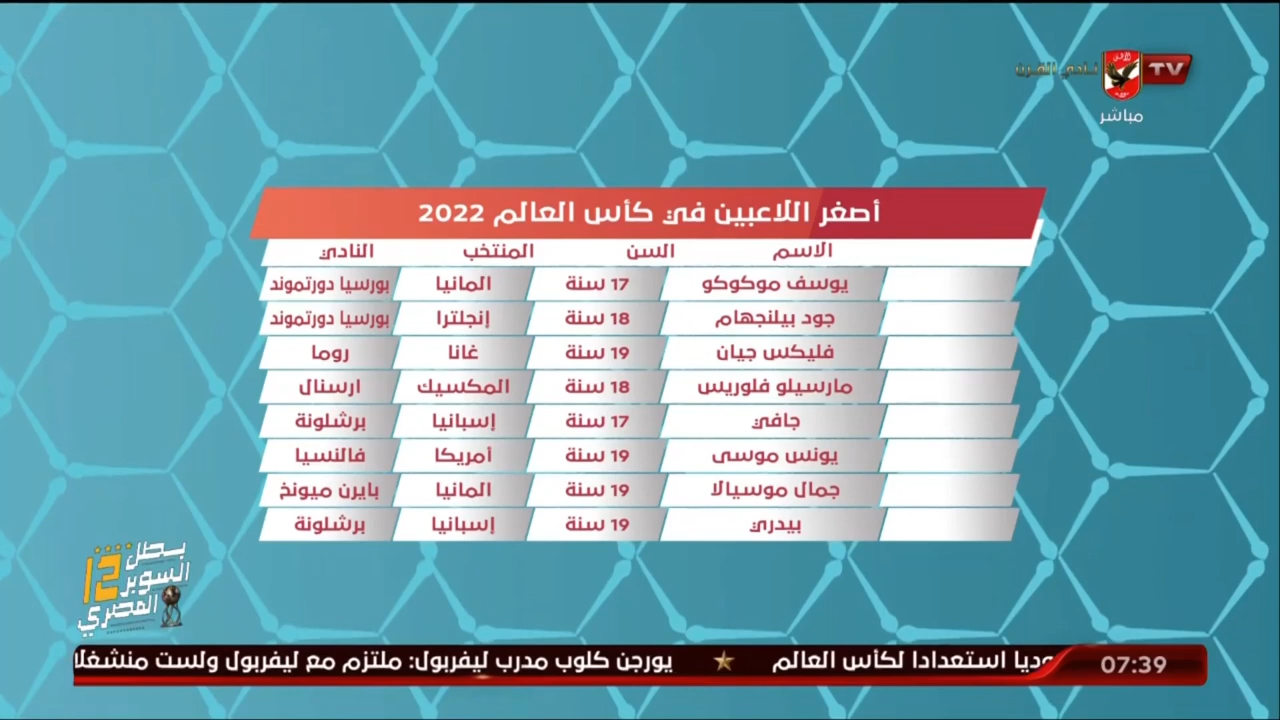 نادي القرن TV
مباشر
أصغر اللاعبين في كأس العالم 2022
الاسم السن المنتخب النادي
يوسف موكوكو 17 سنة المانيا بورسيا دورتموند
جود بيلنجهام 18 سنة إنجلترا بورسيا دورتموند
فليكس جيان 19 سنة غانا روما
مارسيلو فلوريس 18 سنة المكسيك ارسنال
جافي 17 سنة إسبانيا برشلونة
يونس موسى 19 سنة أمريكا فالنسيا
جمال موسيالا 19 سنة المانيا بايرن ميونخ
بيدري 19 سنة إسبانيا برشلونة
بطل
السوبر 12
المصري
07:39 وديا استعدادا لكأس العالم يورجن كلوب مدرب ليفربول: ملتزم مع ليفربول ولست منشغلا